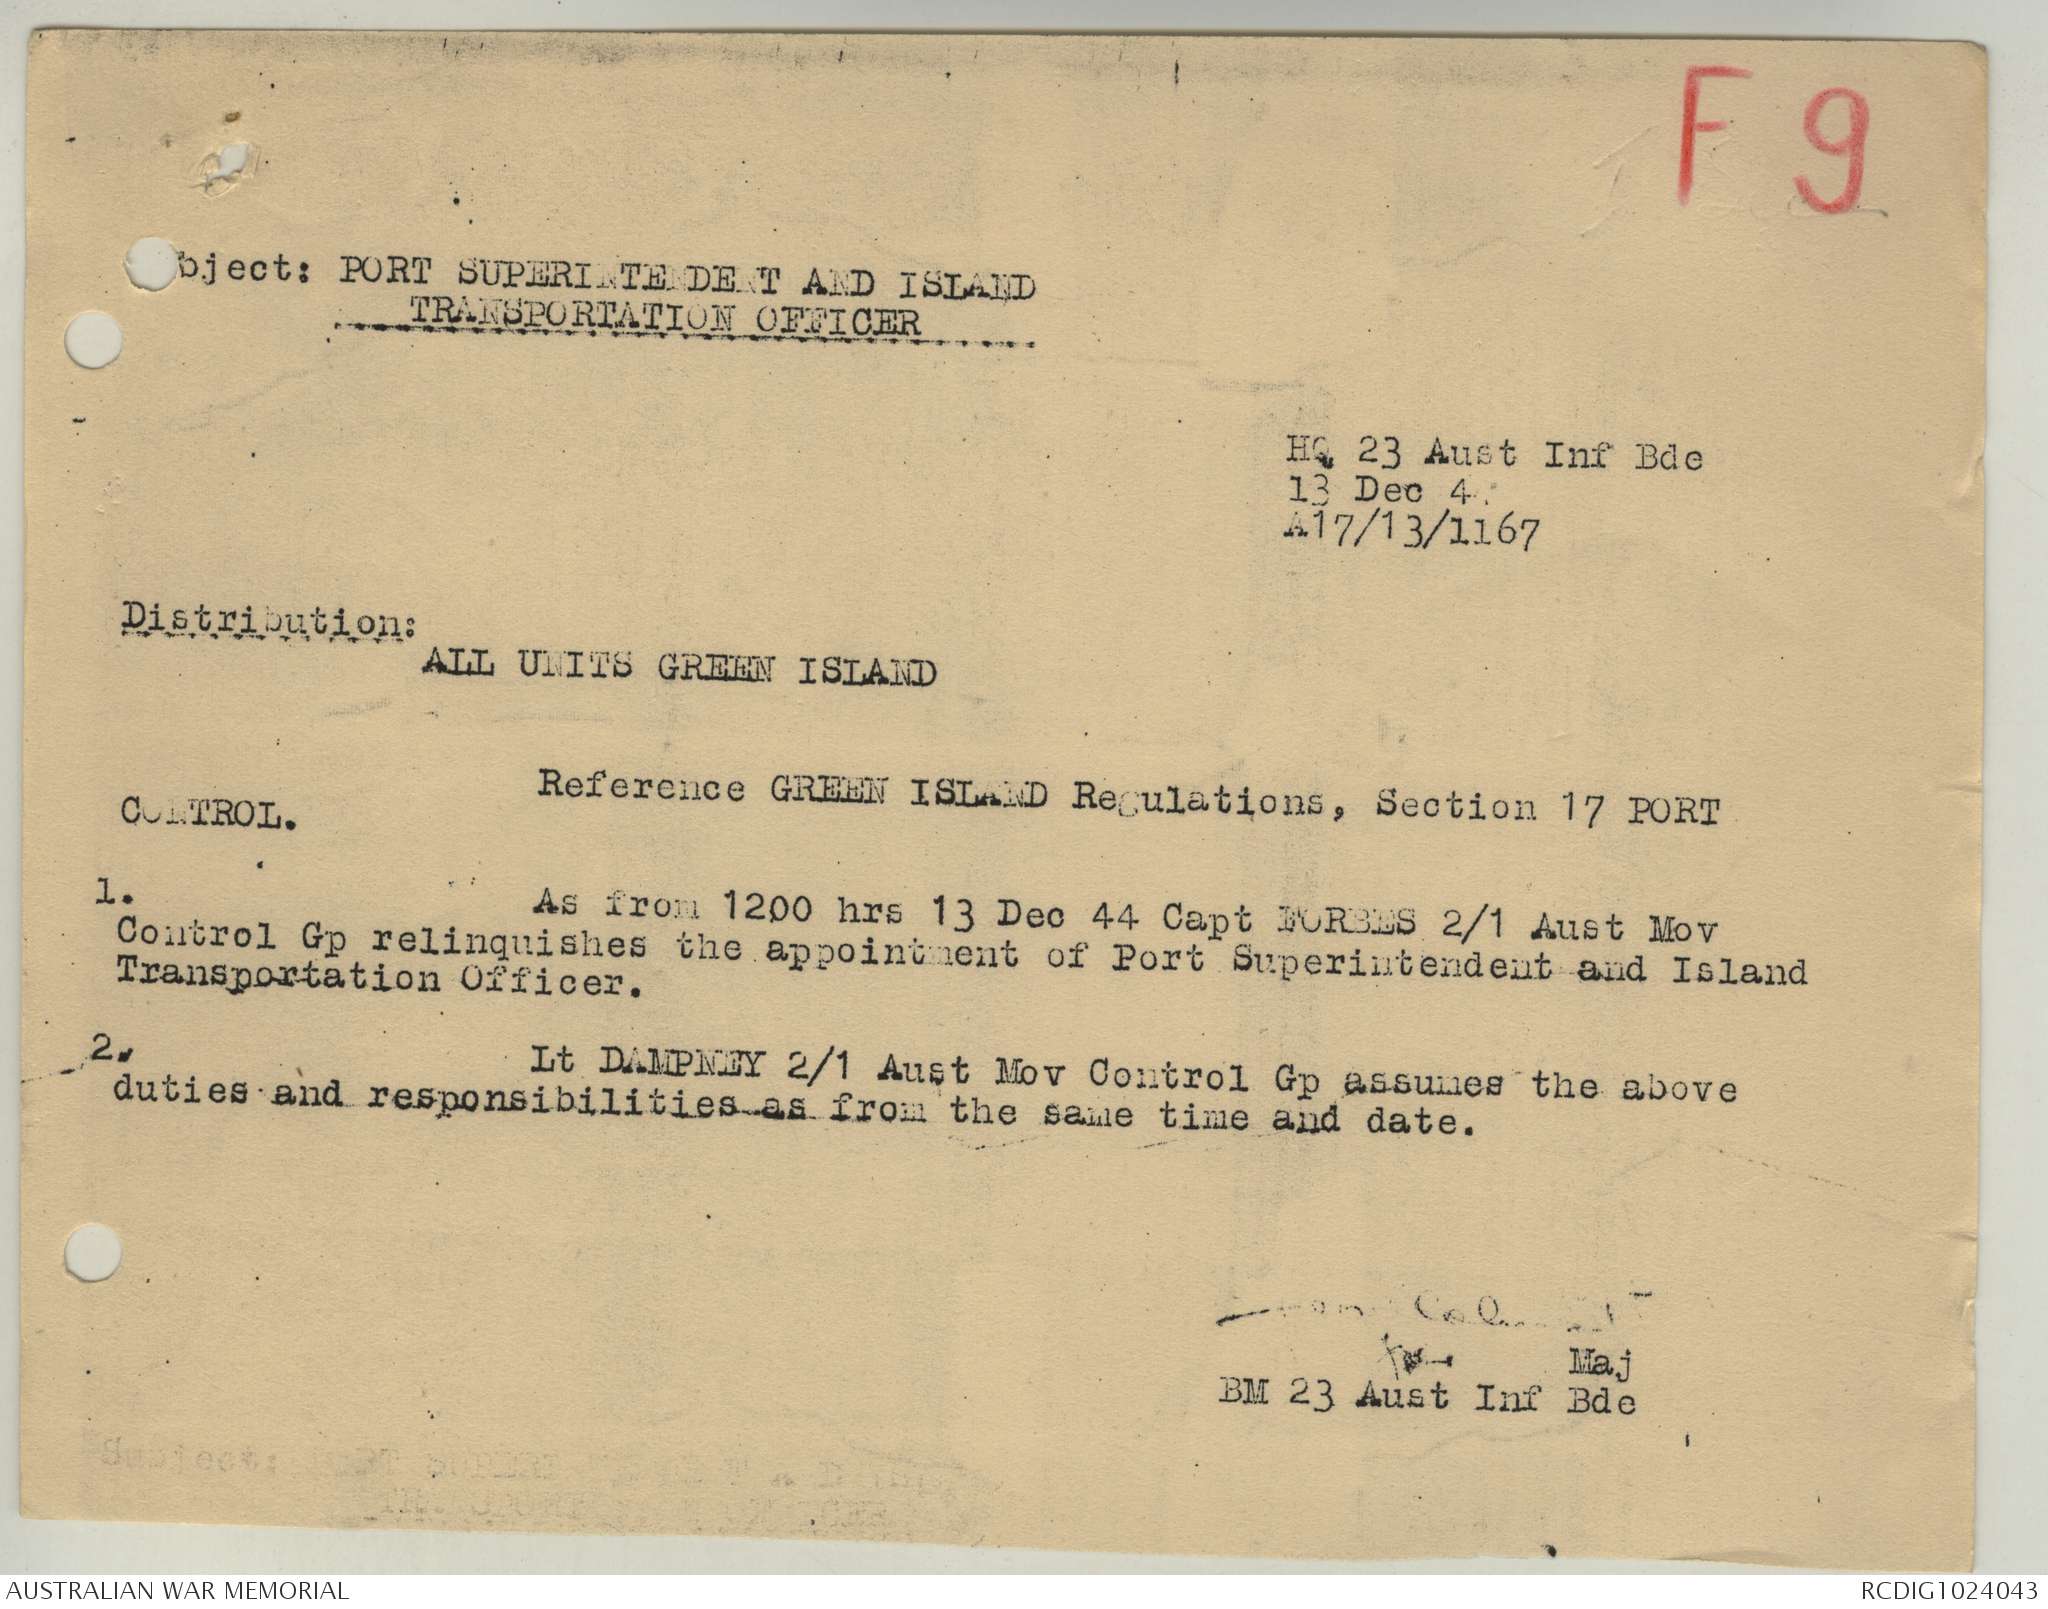 F 9
bject: PORT SUPERINTENDENT AND ISLAND
TRANSPORTATION OFFICER
HQ 23 Aust Inf Bde
13 Dec 4
A17/13/1167
Distribution:
ALL UNITS GREEN ISLAND
Reference GREEN ISLAND Regulations, Section 17 PORT
CONTROL.
1. As from 1200 hrs 13 Dec 44 Capt FORBES 2/1 Aust Mov
Control Gp relinquishes the appointment of Port Superintendent and Island
Transportation Officer.
2. Lt DAMPNEY 2/1 Aust Mov Control Gp assumes the above
duties and responsibilities as from the same time and date.
Maj
BM 23 Aust Inf Bde
AUSTRALIAN WAR MEMORIAL
RCDIG1024043